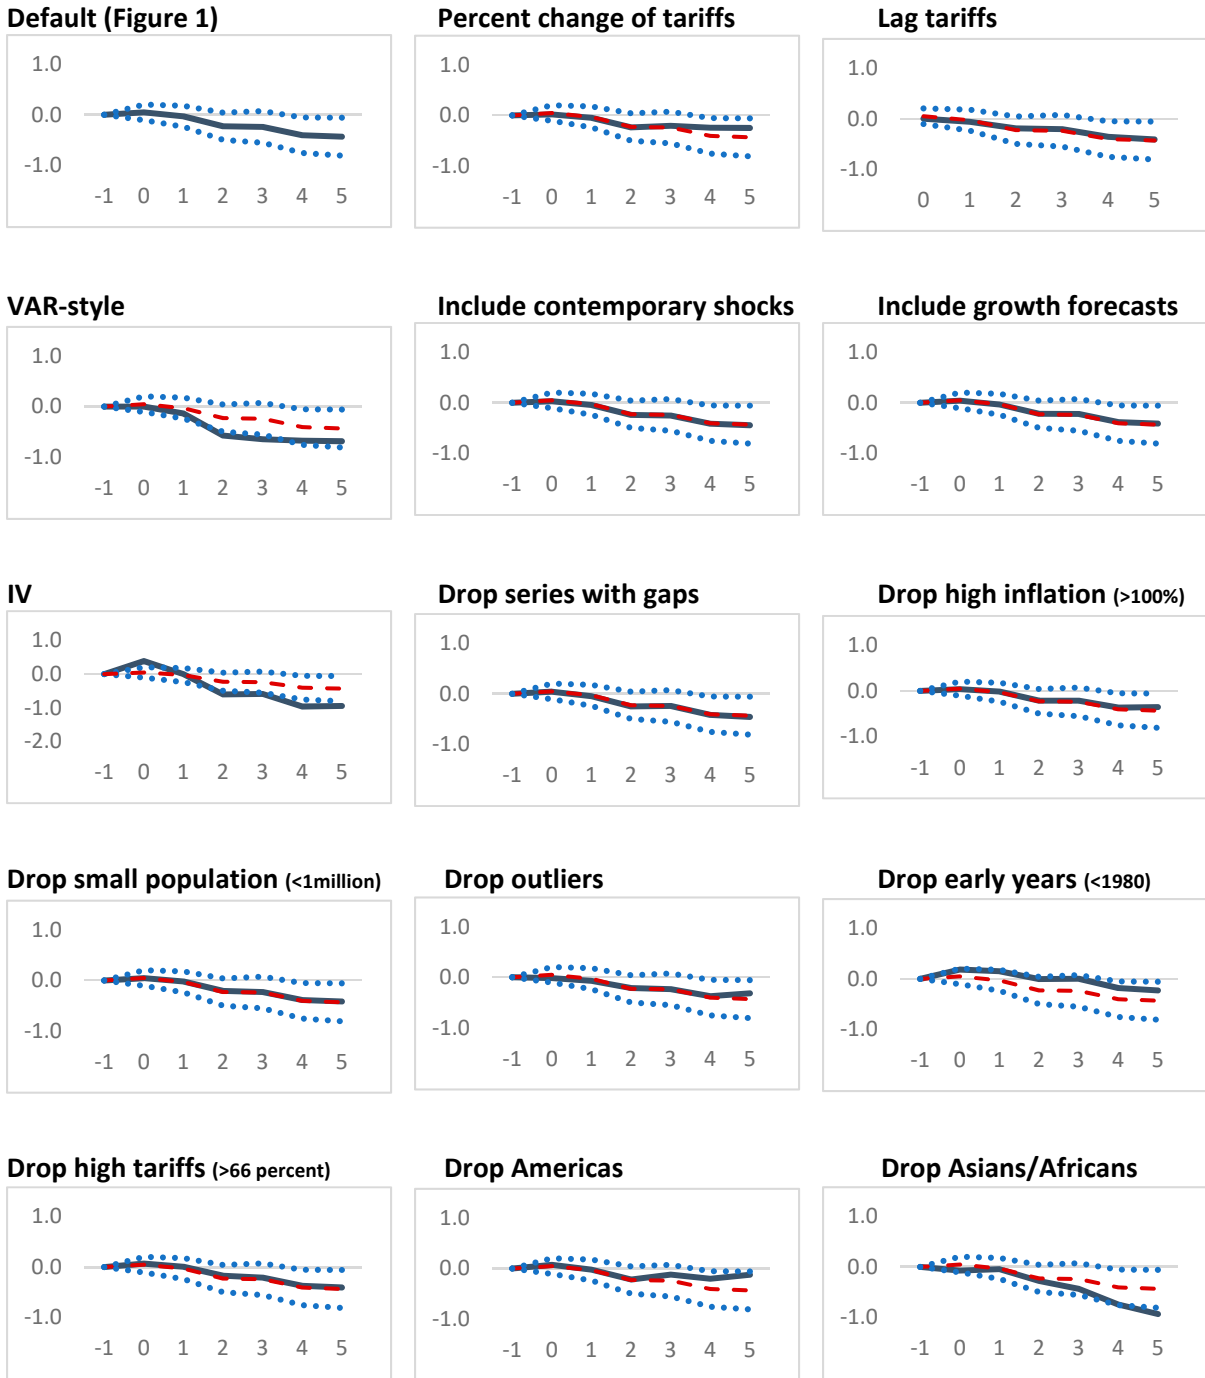 Default (Figure 1)
1.0
0.0
-1.0
-1 0 1 2 3 4 5
Percent change of tariffs
1.0
0.0
-1.0
-1 0 1 2 3 4 5
Lag tariffs
1.0
0.0
-1.0
0 1 2 3 4 5
VAR-style
1.0
0.0
-1.0
-1 0 1 2 3 4 5
Include contemporary shocks
1.0
0.0
-1.0
-1 0 1 2 3 4 5
Include growth forecasts
1.0
0.0
-1.0
-1 0 1 2 3 4 5
IV
1.0
0.0
-1.0
-2.0
-1 0 1 2 3 4 5
Drop series with gaps
1.0
0.0
-1.0
-1 0 1 2 3 4 5
Drop high inflation (>100%)
1.0
0.0
-1.0
-1 0 1 2 3 4 5
Drop small population (<1million)
1.0
0.0
-1.0
-1 0 1 2 3 4 5
Drop outliers
1.0
0.0
-1.0
-1 0 1 2 3 4 5
Drop early years (<1980)
1.0
0.0
-1.0
-1 0 1 2 3 4 5
Drop high tariffs (>66 percent)
1.0
0.0
-1.0
-1 0 1 2 3 4 5
Drop Americas
1.0
0.0
-1.0
-1 0 1 2 3 4 5
Drop Asians/Africans
1.0
0.0
-1.0
-1 0 1 2 3 4 5